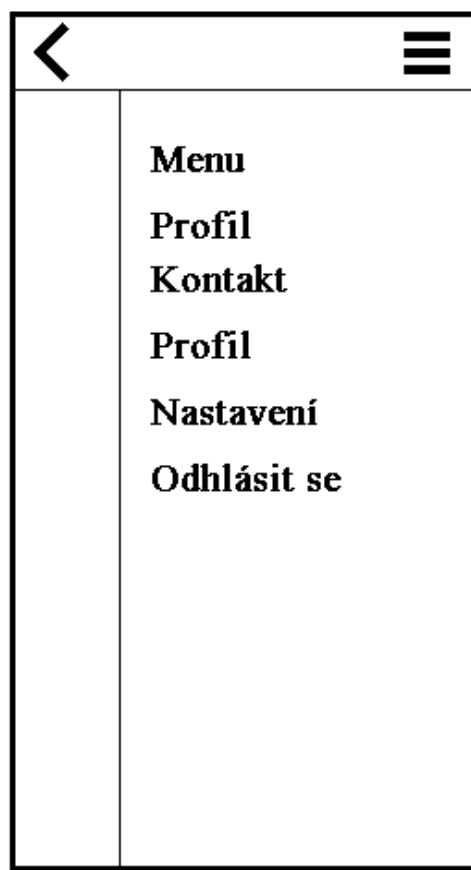 Menu
Profil
Kontakt
Profil
Nastavení
Odhlásit se